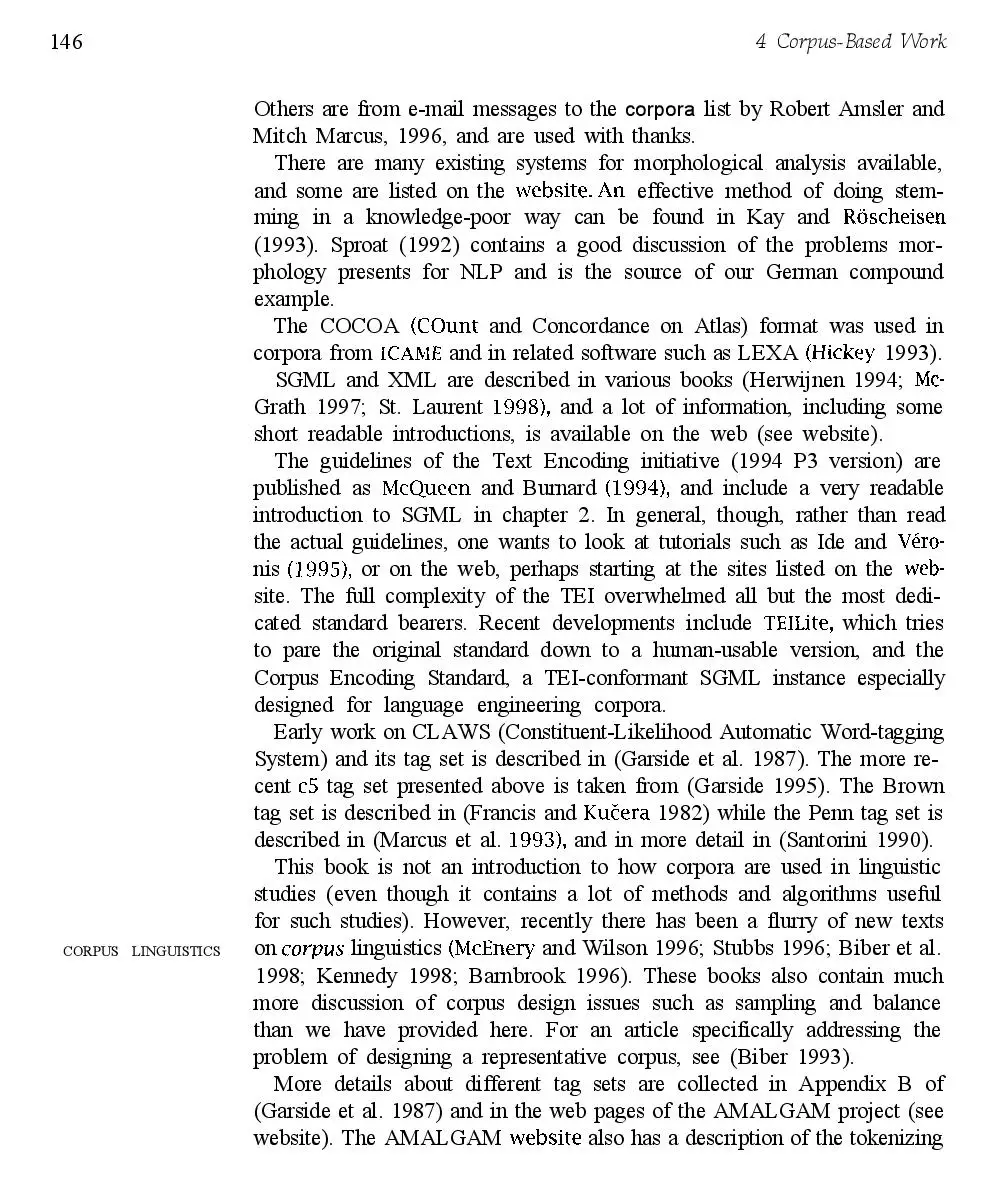 146
4 Corpus-Based Work
Others are from e-mail messages to the corpora list by Robert Amsler and
Mitch Marcus, 1996, and are used with thanks.
There are many existing systems for morphological analysis available,
and some are listed on the website. An effective method of doing stem-
ming in a knowledge-poor way can be found in Kay and Röscheisen
(1993). Sproat (1992) contains a good discussion of the problems mor-
phology presents for NLP and is the source of our German compound
example.
The COCOA (COunt and Concordance on Atlas) format was used in
corpora from ICAME and in related software such as LEXA (Hickey 1993).
SGML and XML are described in various books (Herwijnen 1994; Mc-
Grath 1997; St. Laurent 1998), and a lot of information, including some
short readable introductions, is available on the web (see website).
The guidelines of the Text Encoding initiative (1994 P3 version) are
published as McQueen and Burnard (1994), and include a very readable
introduction to SGML in chapter 2. In general, though, rather than read
the actual guidelines, one wants to look at tutorials such as Ide and Véro-
nis (1995), or on the web, perhaps starting at the sites listed on the web-
site. The full complexity of the TEI overwhelmed all but the most dedi-
cated standard bearers. Recent developments include TEILite, which tries
to pare the original standard down to a human-usable version, and the
Corpus Encoding Standard, a TEI-conformant SGML instance especially
designed for language engineering corpora.
Early work on CLAWS (Constituent-Likelihood Automatic Word-tagging
System) and its tag set is described in (Garside et al. 1987). The more re-
cent c5 tag set presented above is taken from (Garside 1995). The Brown
tag set is described in (Francis and Kučera 1982) while the Penn tag set is
described in (Marcus et al. 1993), and in more detail in (Santorini 1990).
This book is not an introduction to how corpora are used in linguistic
studies (even though it contains a lot of methods and algorithms useful
for such studies). However, recently there has been a flurry of new texts
CORPUS LINGUISTICS
on corpus linguistics (McEnery and Wilson 1996; Stubbs 1996; Biber et al.
1998; Kennedy 1998; Barnbrook 1996). These books also contain much
more discussion of corpus design issues such as sampling and balance
than we have provided here. For an article specifically addressing the
problem of designing a representative corpus, see (Biber 1993).
More details about different tag sets are collected in Appendix B of
(Garside et al. 1987) and in the web pages of the AMALGAM project (see
website). The AMALGAM website also has a description of the tokenizing